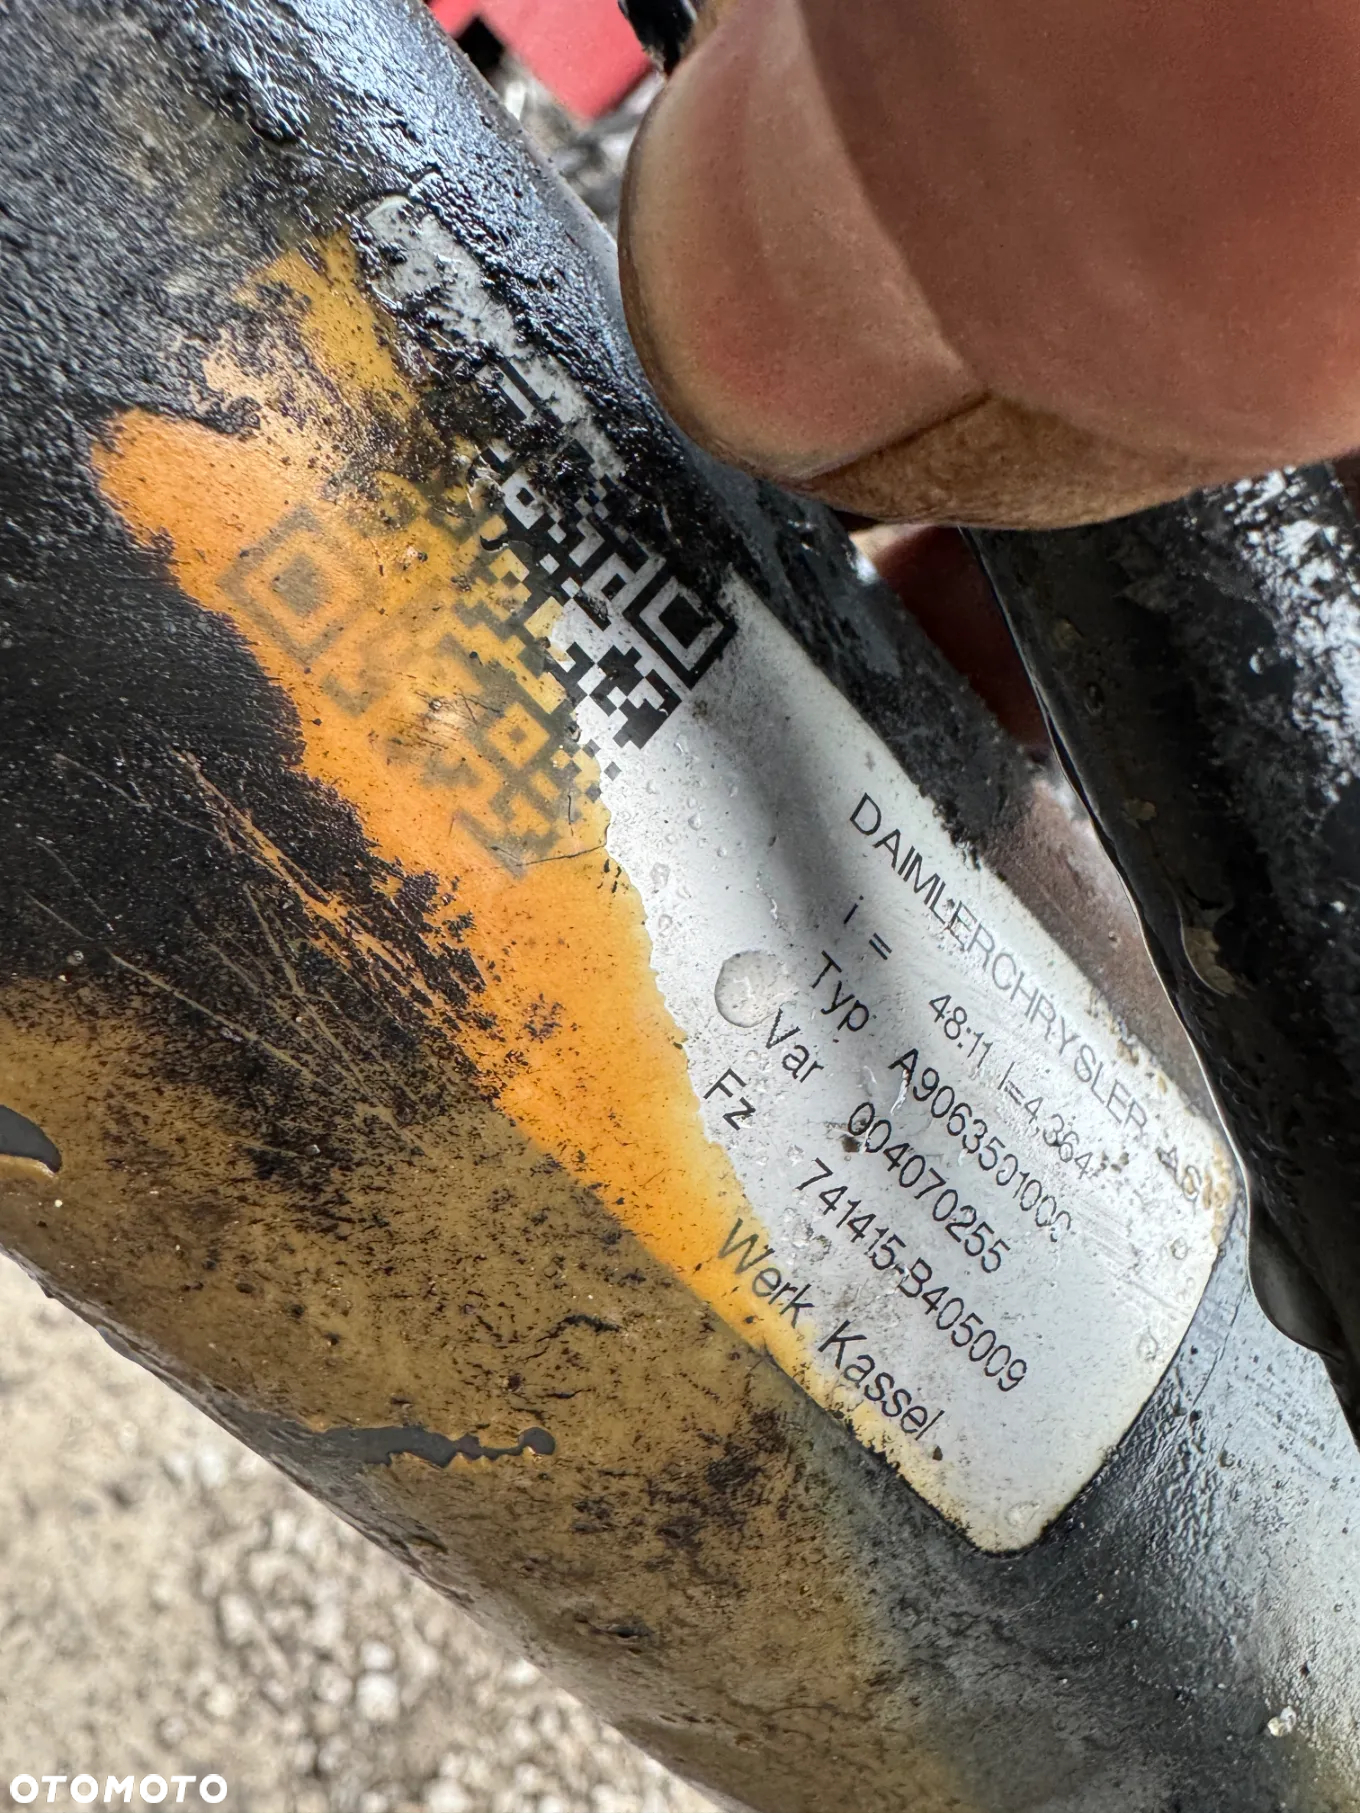 DAIMLERCHRYSLER AG
i = 48:11 i=4,364
Typ A9063501000
Var 004070255
Fz 741415-B405009
Werk Kassel
OTOMOTO